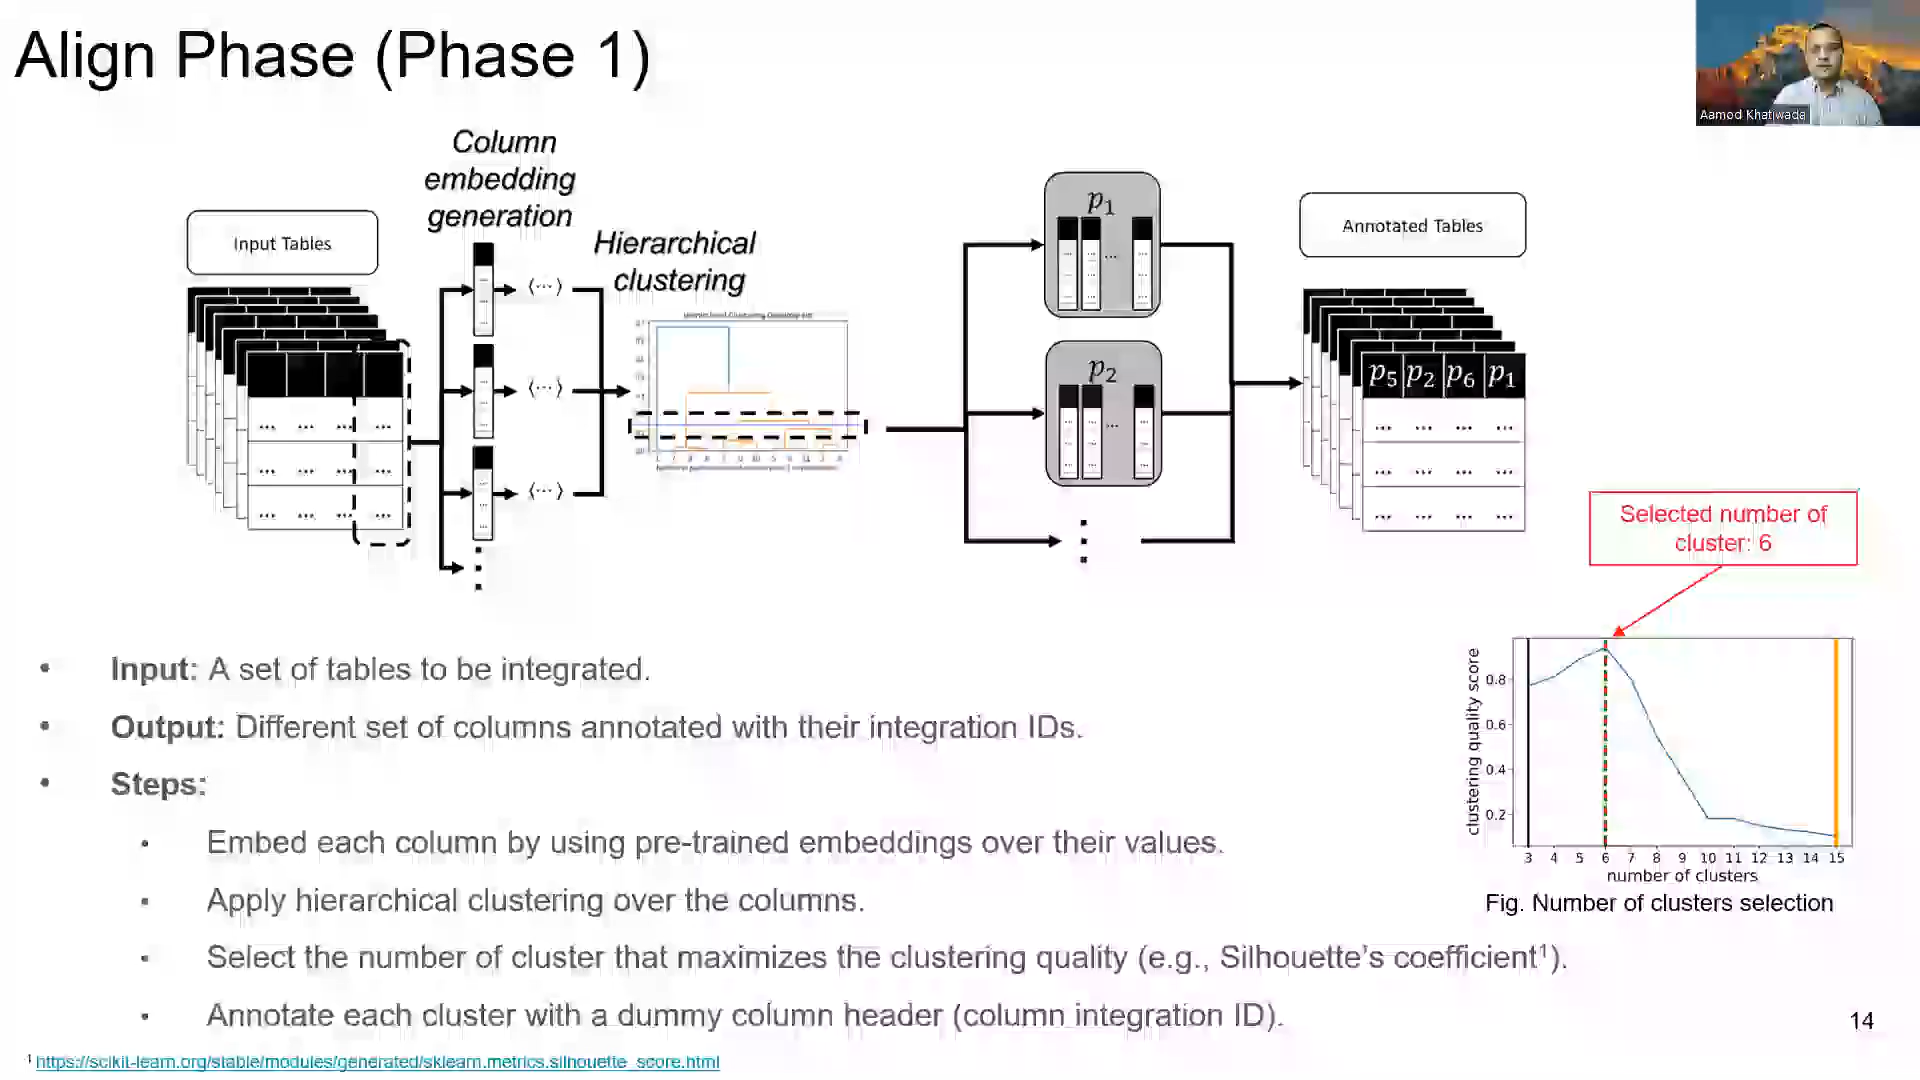 Align Phase (Phase 1)
Aamod Khatiwada
Column
embedding
generation
Hierarchical
clustering
Input Tables
Annotated Tables
p1
p2
p5 p2 p6 p1
Selected number of
cluster: 6
• Input: A set of tables to be integrated.
• Output: Different set of columns annotated with their integration IDs.
• Steps:
• Embed each column by using pre-trained embeddings over their values.
• Apply hierarchical clustering over the columns.
• Select the number of cluster that maximizes the clustering quality (e.g., Silhouette's coefficient¹).
• Annotate each cluster with a dummy column header (column integration ID).
clustering quality score
0.8
0.6
0.4
0.2
3 4 5 6 7 8 9 10 11 12 13 14 15
number of clusters
Fig. Number of clusters selection
14
¹ https://scikit-learn.org/stable/modules/generated/sklearn.metrics.silhouette_score.html